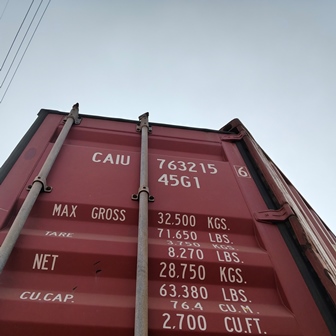 CAIU 763215 6
45G1
MAX GROSS 32.500 KGS.
71.650 LBS.
TARE 3.750 KGS.
8.270 LBS.
NET 28.750 KGS.
63.380 LBS.
CU.CAP. 76.4 CU.M.
2.700 CU.FT.